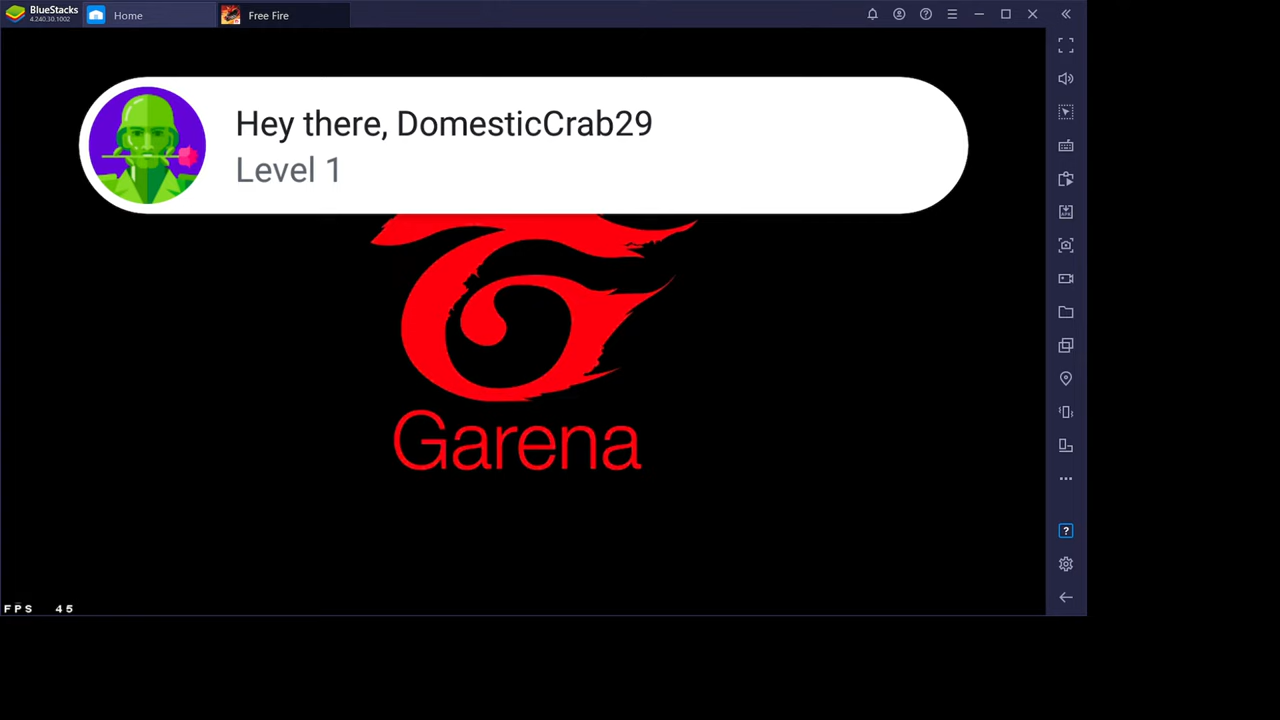 BlueStacks
4.240.30.1002
Home
Free Fire
Hey there, DomesticCrab29
Level 1
Garena
FPS 45